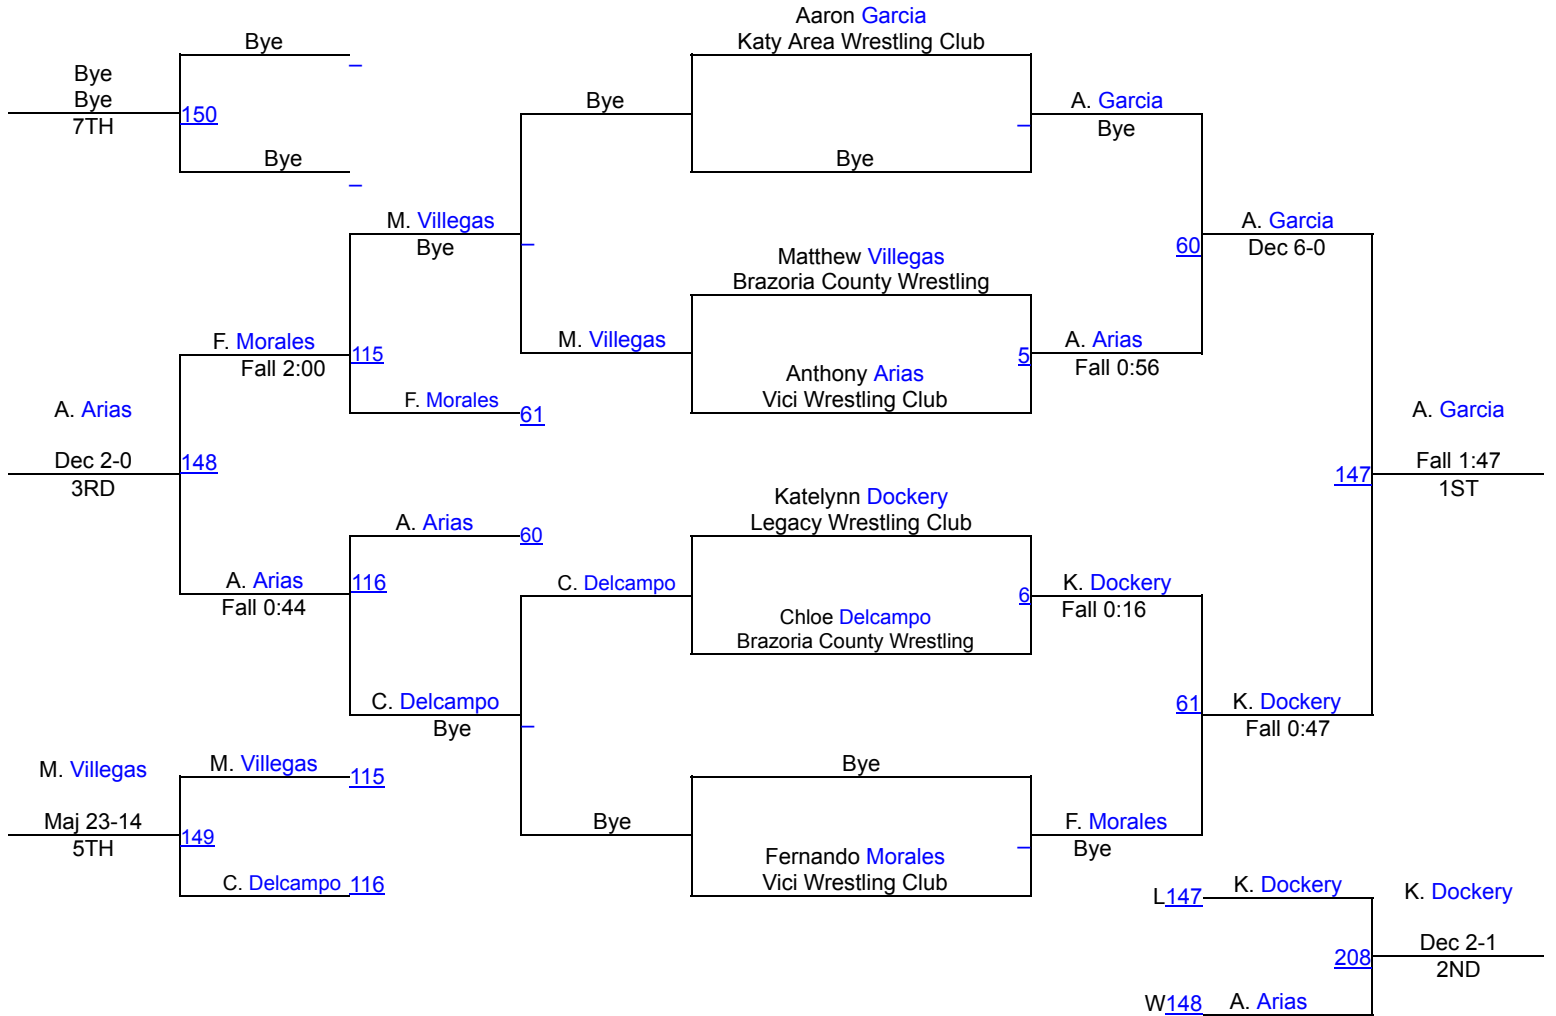 Aaron Garcia
Bye
Katy Area Wrestling Club
_
Bye
Bye
Bye
A. Garcia
150
_
7TH
Bye
Bye
Bye
_
M. Villegas
A. Garcia
Bye
_
60
Dec 6-0
Matthew Villegas
Brazoria County Wrestling
F. Morales
M. Villegas
A. Arias
115
5
Fall 2:00
Fall 0:56
Anthony Arias
F. Morales
Vici Wrestling Club
61
A. Arias
A. Garcia
Dec 2-0
148
Fall 1:47
147
3RD
1ST
Katelynn Dockery
A. Arias
Legacy Wrestling Club
60
A. Arias
116
C. Delcampo
K. Dockery
6
Fall 0:44
Fall 0:16
Chloe Delcampo
Brazoria County Wrestling
C. Delcampo
61
K. Dockery
Bye
_
Fall 0:47
M. Villegas
M. Villegas
115
Bye
Maj 23-14
Bye
F. Morales
149
5TH
_
Bye
Fernando Morales
Vici Wrestling Club
C. Delcampo
116
L147
K. Dockery
K. Dockery
Dec 2-1
208
2ND
W148
A. Arias